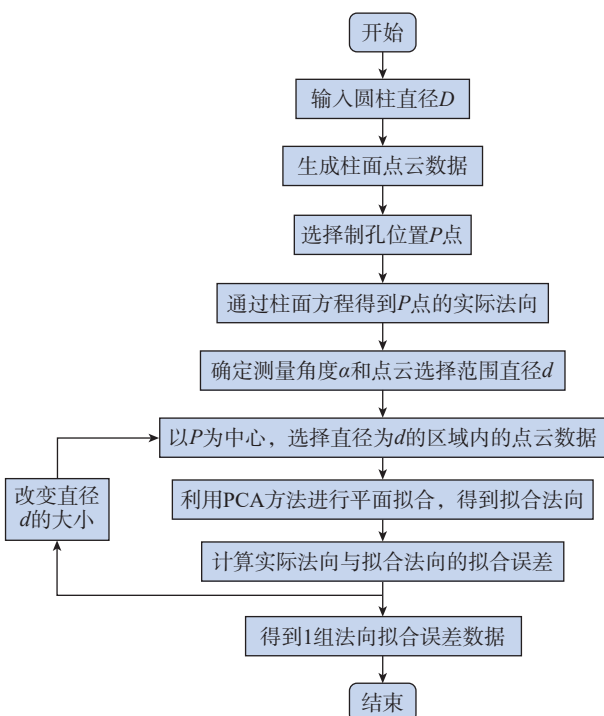 开始
输入圆柱直径D
生成柱面点云数据
选择制孔位置P点
通过柱面方程得到P点的实际法向
确定测量角度α和点云选择范围直径d
以P为中心，选择直径为d的区域内的点云数据
利用PCA方法进行平面拟合，得到拟合法向
改变直径
d的大小
计算实际法向与拟合法向的拟合误差
得到1组法向拟合误差数据
结束